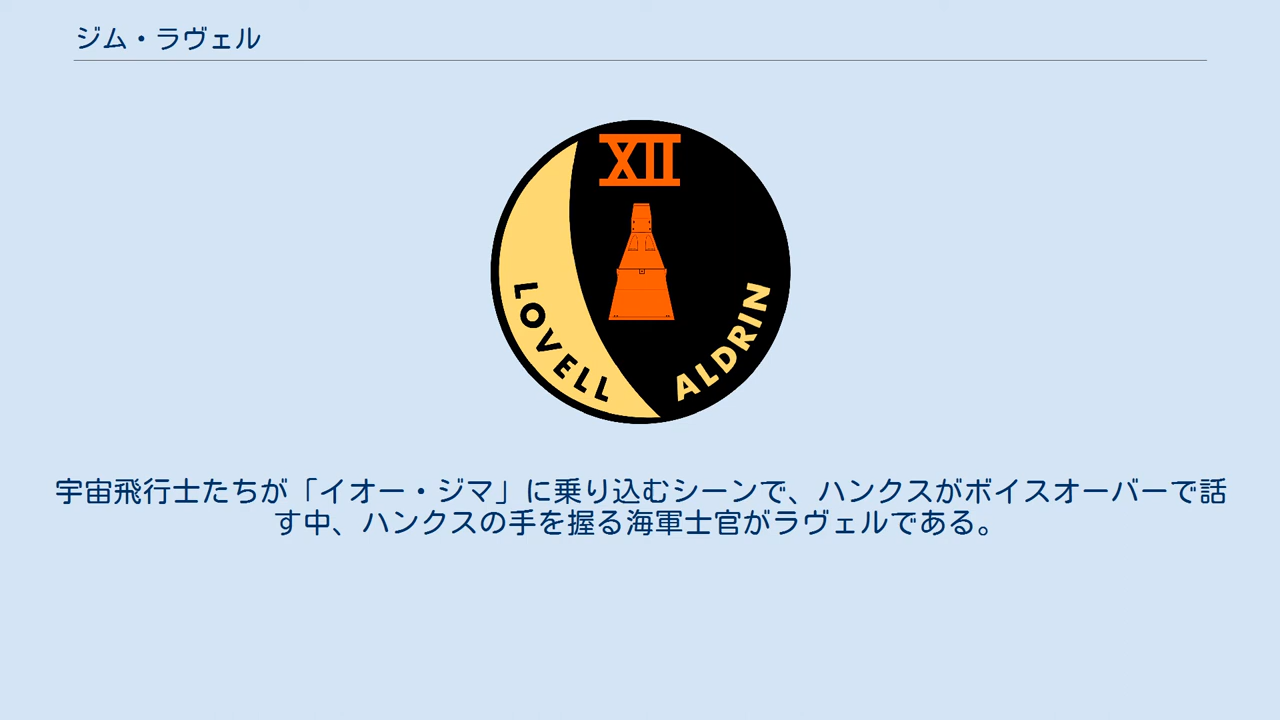 ジム・ラヴェル
XII
LOVELL
ALDRIN
宇宙飛行士たちが「イオー・ジマ」に乗り込むシーンで、ハンクスがボイスオーバーで話
す中、ハンクスの手を握る海軍士官がラヴェルである。